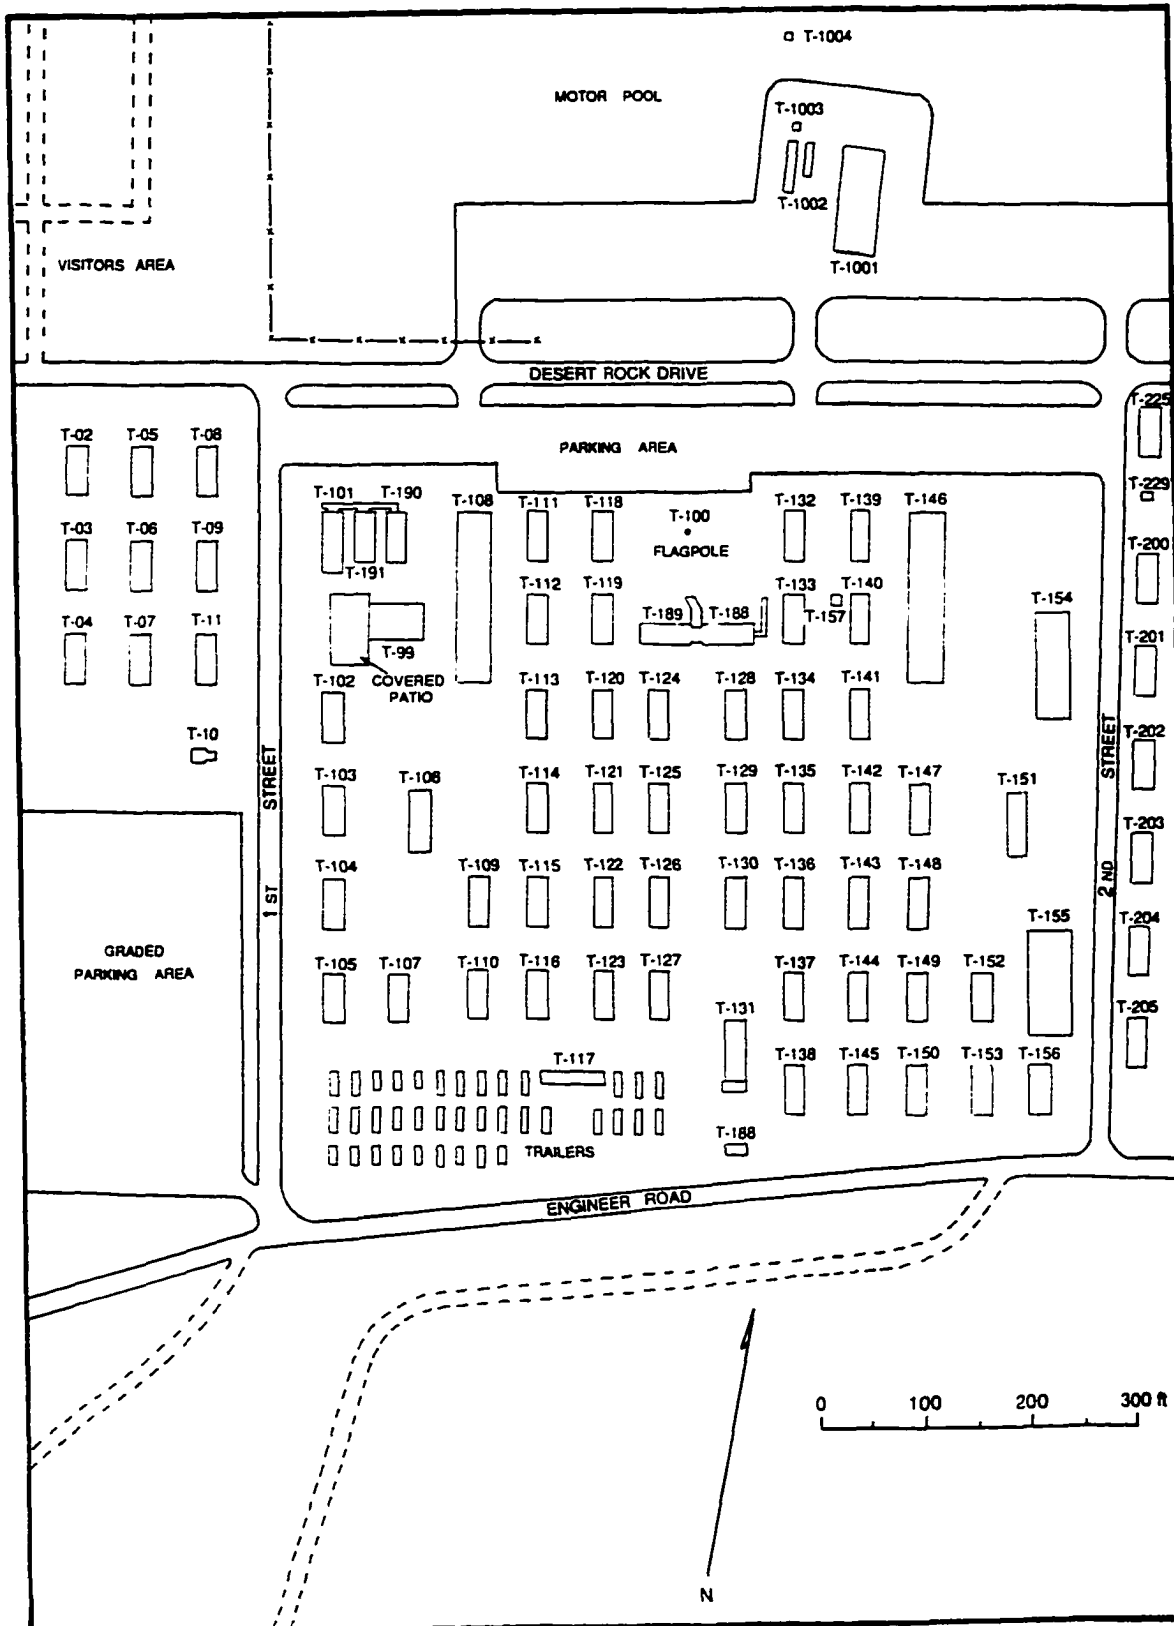 T-1004
MOTOR POOL
T-1003
T-1002
VISITORS AREA
T-1001
DESERT ROCK DRIVE
T-225
T-02 T-05 T-08
PARKING AREA
T-229
T-101 T-190 T-108 T-111 T-118 T-100 T-132 T-139 T-146
T-03 T-06 T-09
FLAGPOLE
T-200
T-191
T-112 T-119 T-133 T-140
T-189 T-188 T-157
T-154
T-04 T-07 T-11
T-201
T-99
T-102 COVERED PATIO
T-113 T-120 T-124 T-128 T-134 T-141
T-10
T-202
1 ST STREET
2 ND STREET
T-103 T-108 T-114 T-121 T-125 T-129 T-135 T-142 T-147 T-151
T-203
T-104 T-109 T-115 T-122 T-126 T-130 T-136 T-143 T-148
T-155
T-204
GRADED
PARKING AREA
T-105 T-107 T-110 T-116 T-123 T-127 T-137 T-144 T-149 T-152
T-131
T-205
T-117
T-138 T-145 T-150 T-153 T-156
T-188
TRAILERS
ENGINEER ROAD
0 100 200 300 ft
N